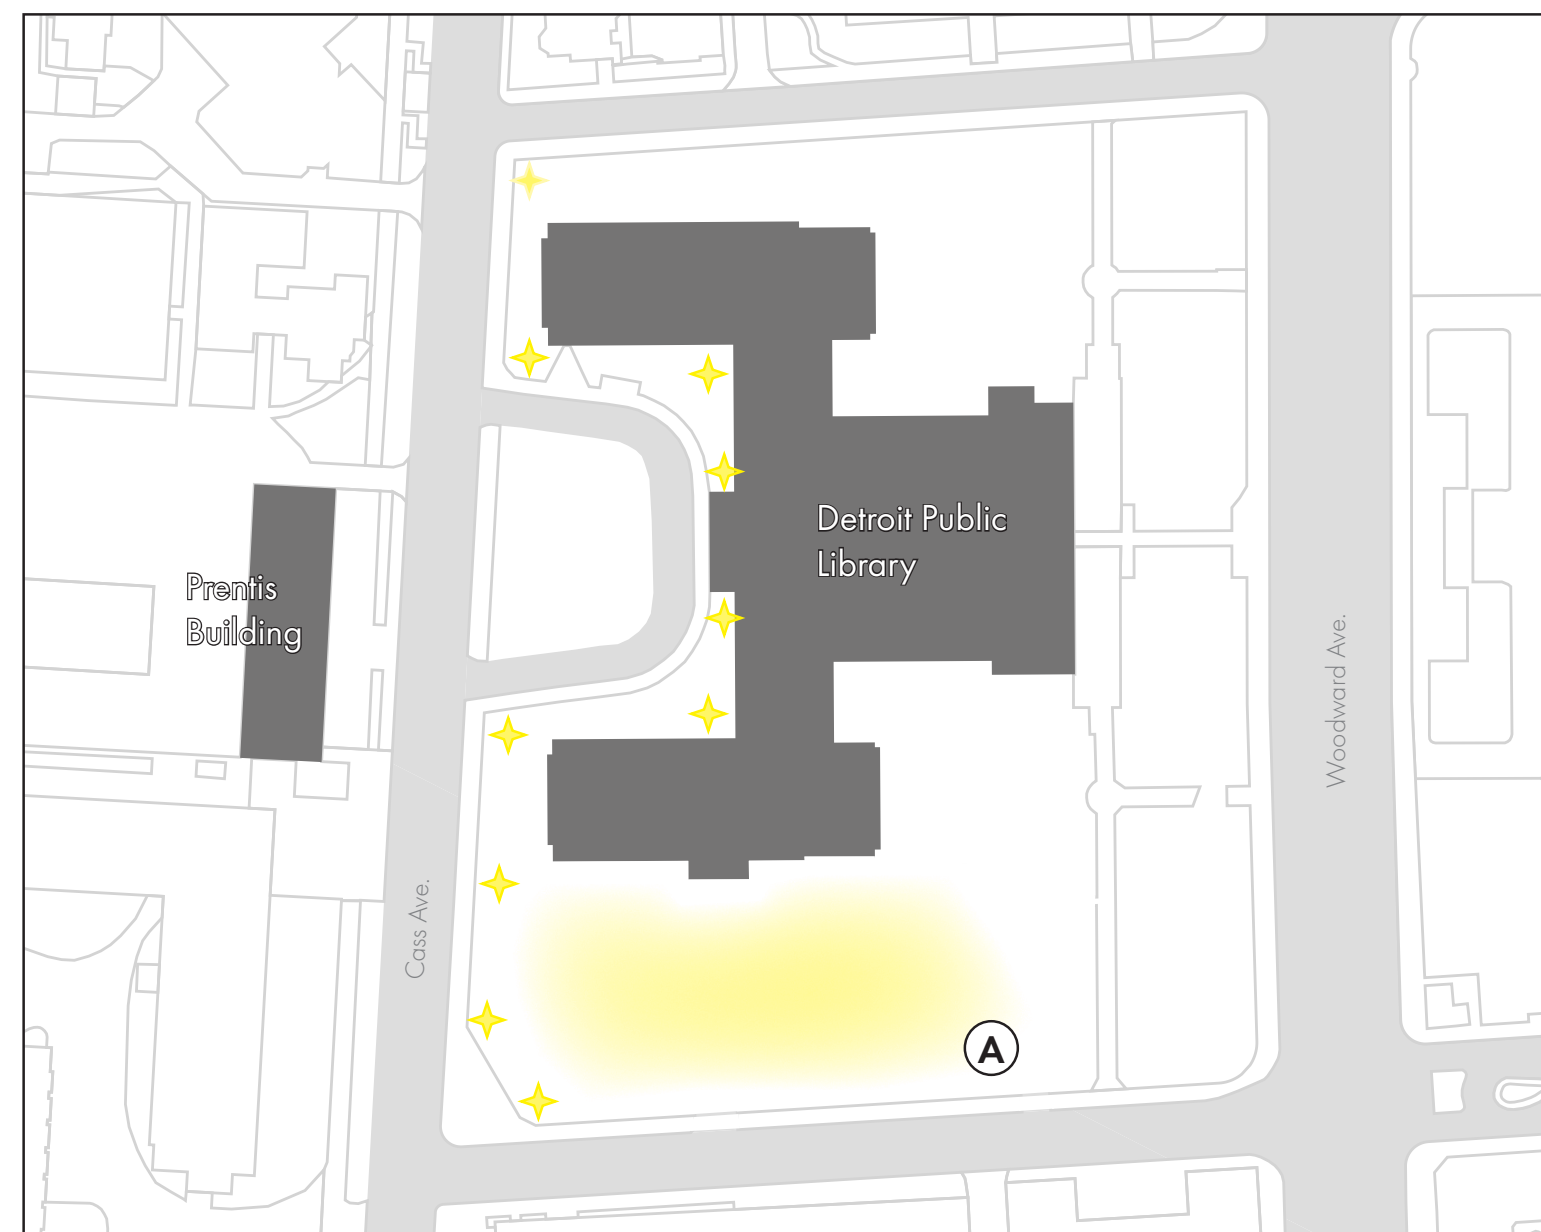 Detroit Public
Library
Prentis
Building
Woodward Ave.
Cass Ave.
A